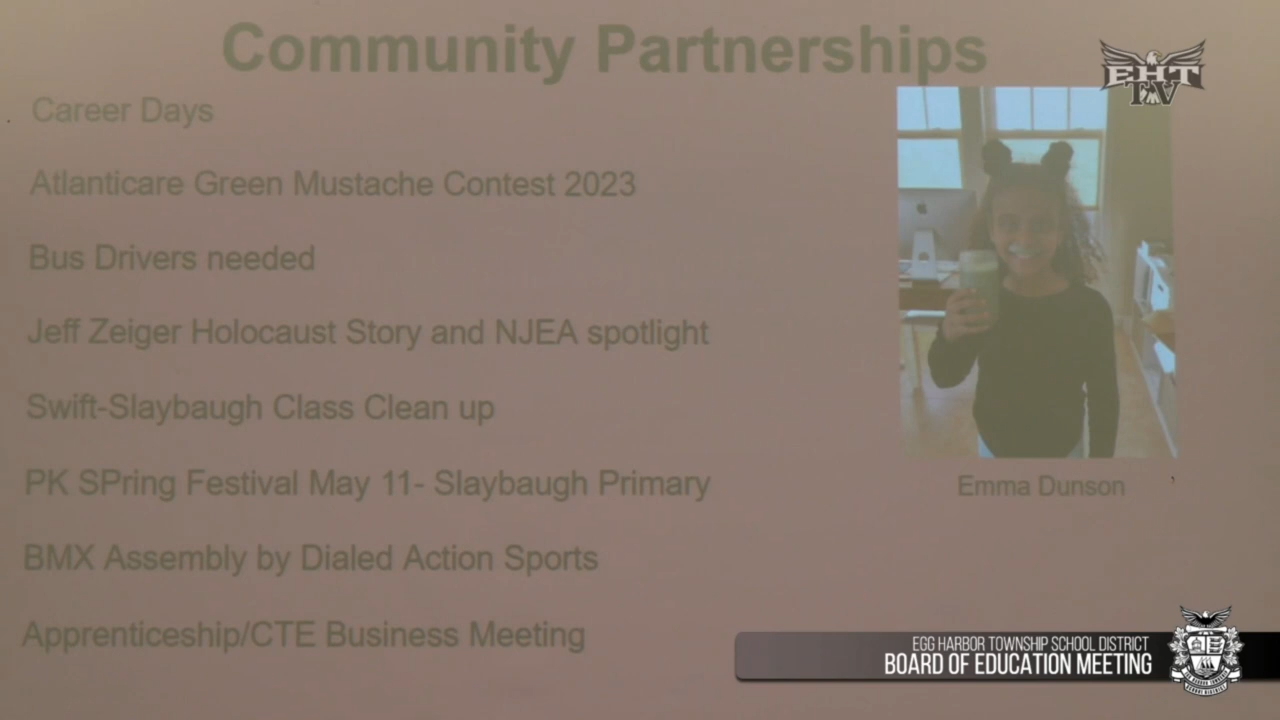 Community Partnerships
EHT
TV
Career Days
Atlanticare Green Mustache Contest 2023
Bus Drivers needed
Jeff Zeiger Holocaust Story and NJEA spotlight
Swift-Slaybaugh Class Clean up
PK SPring Festival May 11- Slaybaugh Primary
Emma Dunson
BMX Assembly by Dialed Action Sports
Apprenticeship/CTE Business Meeting
EGG HARBOR TOWNSHIP SCHOOL DISTRICT
BOARD OF EDUCATION MEETING